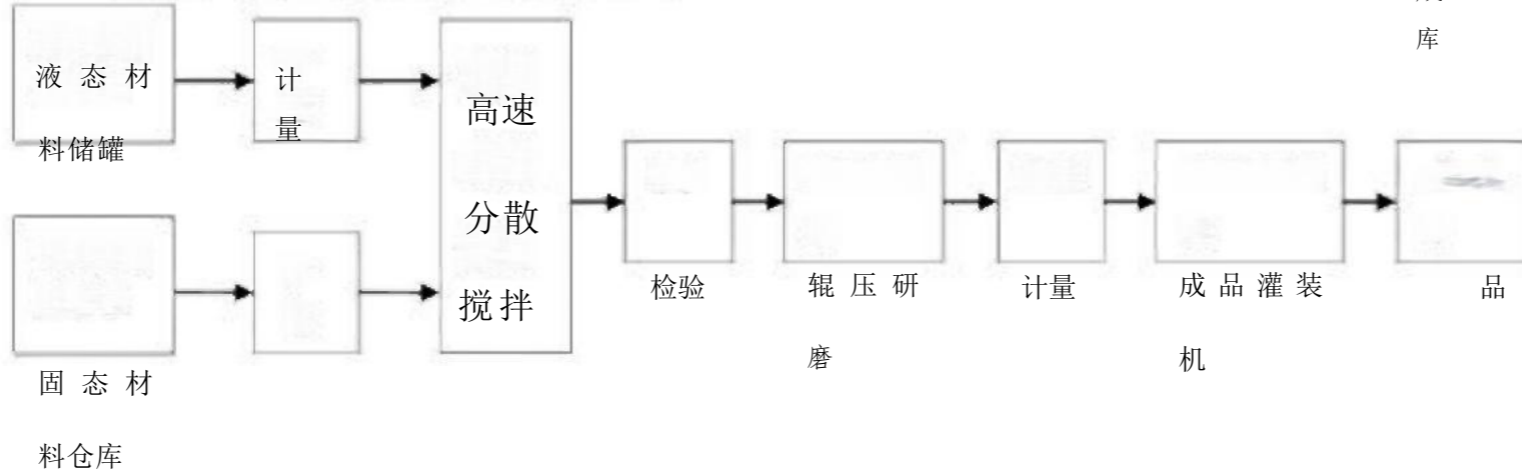 库
液态材
料储罐
计
量
高速
分散
搅拌
检验
辊压研
磨
计量
成品灌装
机
品
固态材
料仓库